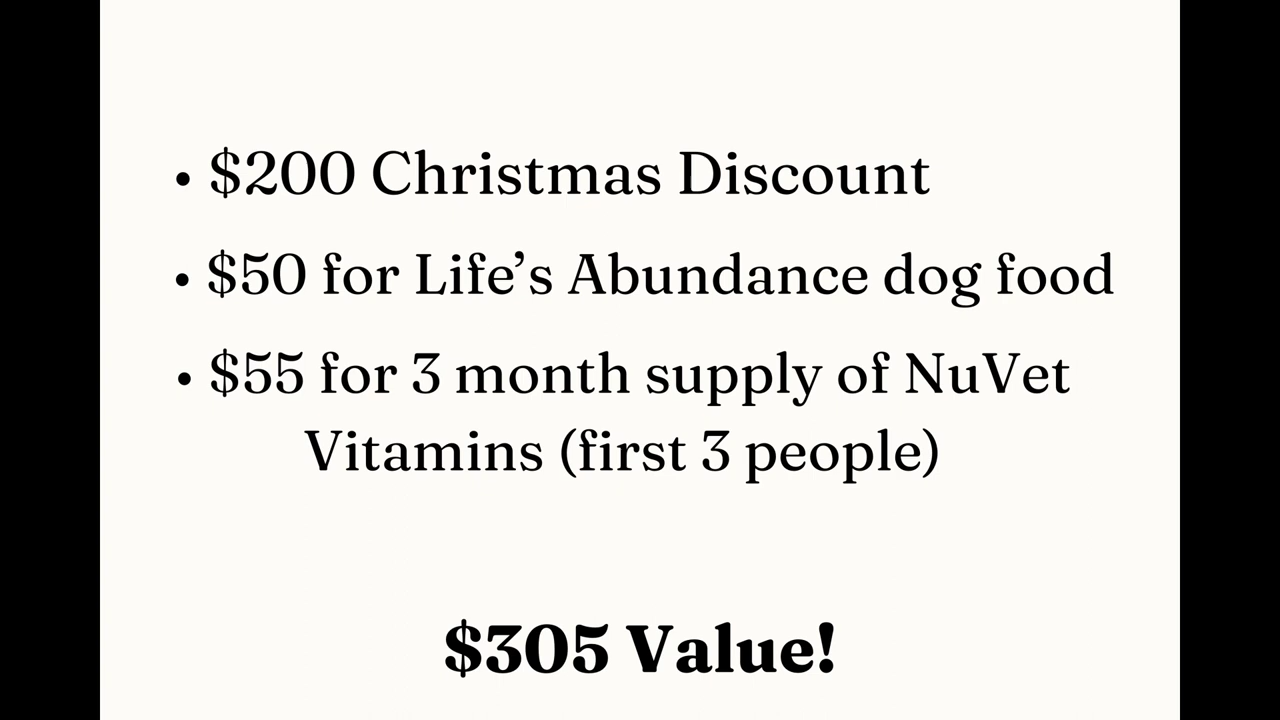 • $200 Christmas Discount
• $50 for Life’s Abundance dog food
• $55 for 3 month supply of NuVet
Vitamins (first 3 people)
$305 Value!